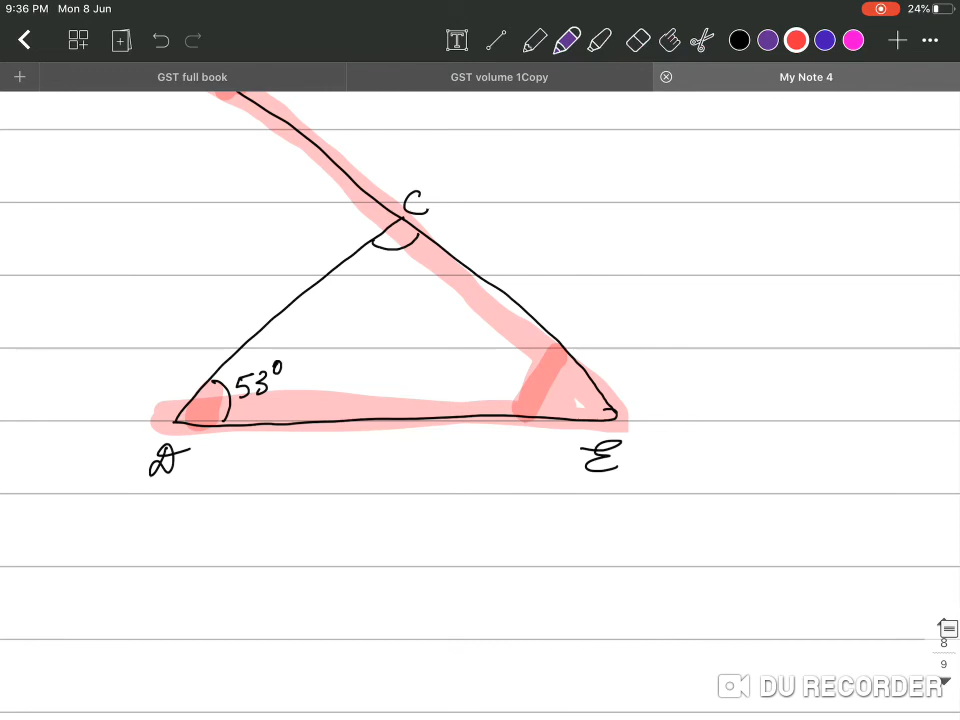 9:36 PM Mon 8 Jun 24%
T
GST full book GST volume 1Copy My Note 4
C
53°
D E
8
9
DU RECORDER